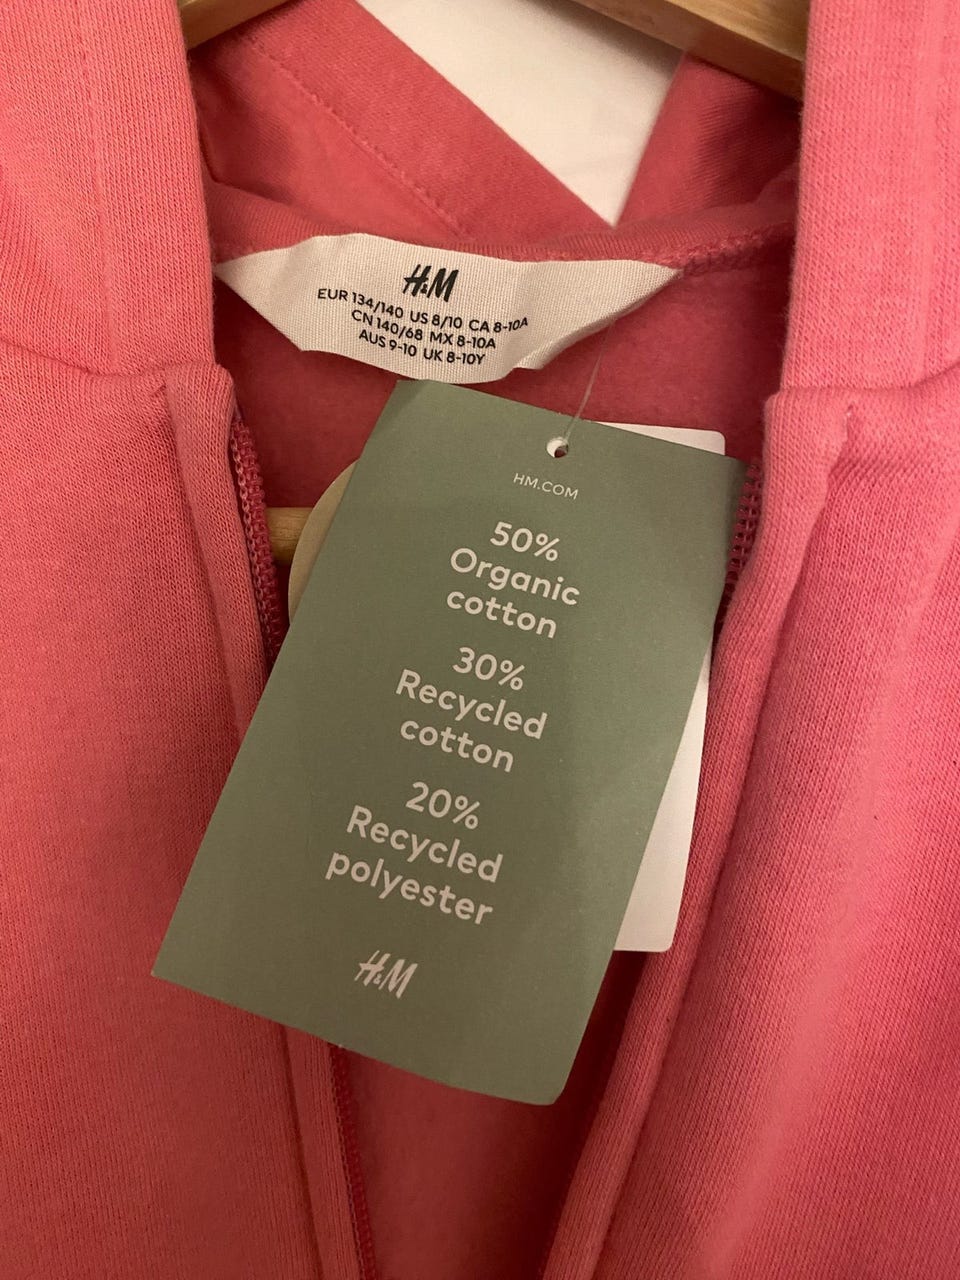 H&M
EUR 134/140 US 8/10 CA 8-10A
CN 140/68 MX 8-10A
AUS 9-10 UK 8-10Y
HM.COM
50%
Organic
cotton
30%
Recycled
cotton
20%
Recycled
polyester
H&M